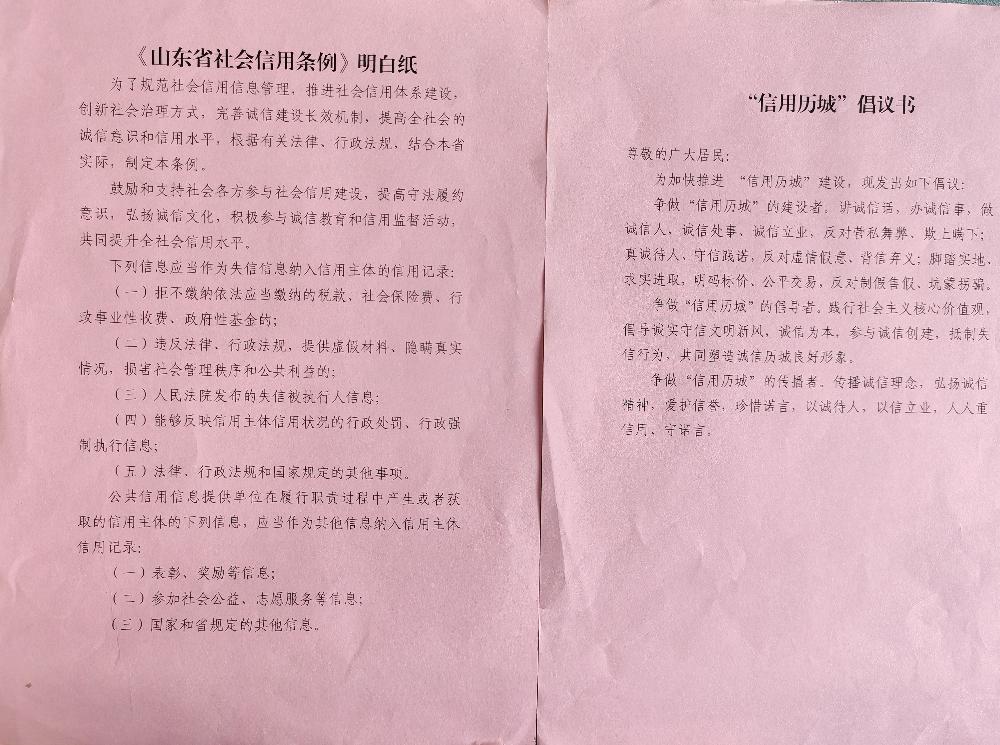 《山东省社会信用条例》明白纸
为了规范社会信用信息管理，推进社会信用体系建设，
创新社会治理方式，完善诚信建设长效机制，提高全社会的
诚信意识和信用水平，根据有关法律、行政法规，结合本省
实际，制定本条例。
鼓励和支持社会各方参与社会信用建设，提高守法履约
意识，弘扬诚信文化，积极参与诚信教育和信用监督活动，
共同提升全社会信用水平。
下列信息应当作为失信信息纳入信用主体的信用记录：
（一）拒不缴纳依法应当缴纳的税款、社会保险费、行
政事业性收费、政府性基金的；
（二）违反法律、行政法规，提供虚假材料、隐瞒真实
情况，损害社会管理秩序和公共利益的；
（三）人民法院发布的失信被执行人信息；
（四）能够反映信用主体信用状况的行政处罚、行政强
制执行信息；
（五）法律、行政法规和国家规定的其他事项。
公共信用信息提供单位在履行职责过程中产生或者获
取的信用主体的下列信息，应当作为其他信息纳入信用主体
信用记录：
（一）表彰、奖励等信息；
（二）参加社会公益、志愿服务等信息；
（三）国家和省规定的其他信息。
“信用历城”倡议书
尊敬的广大居民：
为加快推进 “信用历城”建设，现发出如下倡议：
争做“信用历城”的建设者。讲诚信话，办诚信事，做
诚信人，诚信处事、诚信立业，反对营私舞弊、欺上瞒下；
真诚待人、守信践诺，反对虚情假意、背信弃义；脚踏实地、
求实进取，明码标价、公平交易，反对制假售假、坑蒙拐骗。
争做“信用历城”的倡导者。践行社会主义核心价值观，
倡导诚实守信文明新风，诚信为本，参与诚信创建，抵制失
信行为，共同塑造诚信历城良好形象。
争做“信用历城”的传播者。传播诚信理念，弘扬诚信
精神，爱护信誉，珍惜诺言，以诚待人，以信立业，人人重
信用、守诺言。